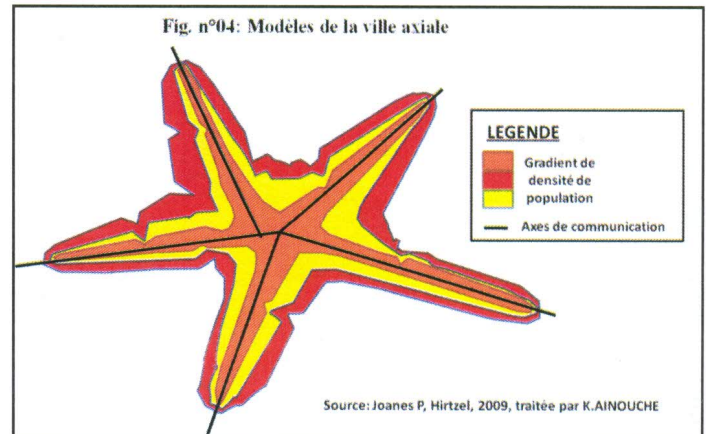 Fig. n°04: Modèles de la ville axiale
LEGENDE
Gradient de
densité de
population
Axes de communication
Source: Joanes P, Hirtzel, 2009, traitée par K.AINOUCHE